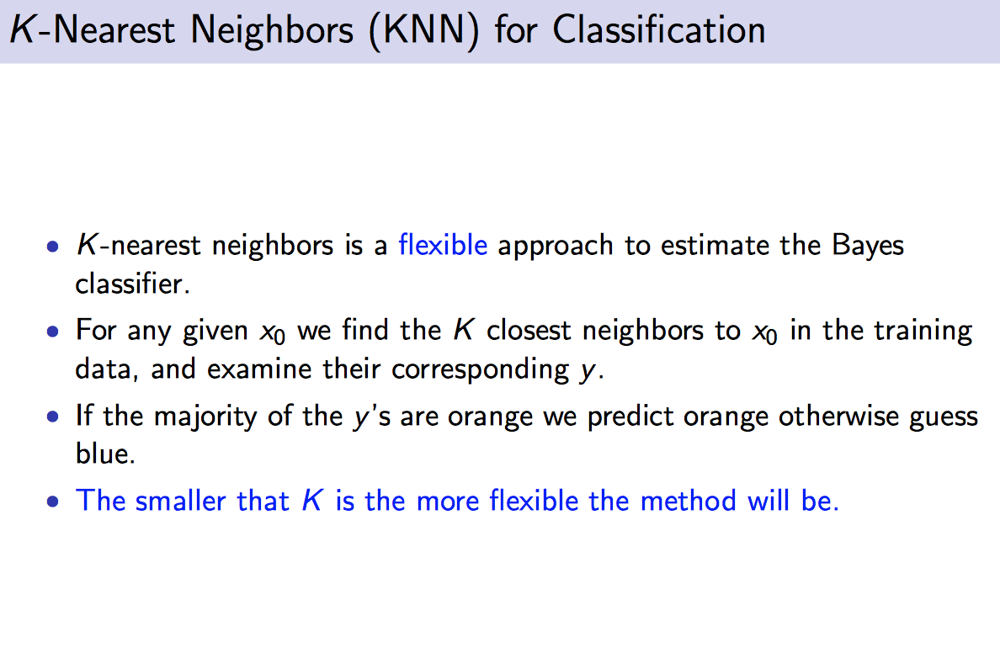 K-Nearest Neighbors (KNN) for Classification
• K-nearest neighbors is a flexible approach to estimate the Bayes
classifier.
• For any given x₀ we find the K closest neighbors to x₀ in the training
data, and examine their corresponding y.
• If the majority of the y's are orange we predict orange otherwise guess
blue.
• The smaller that K is the more flexible the method will be.